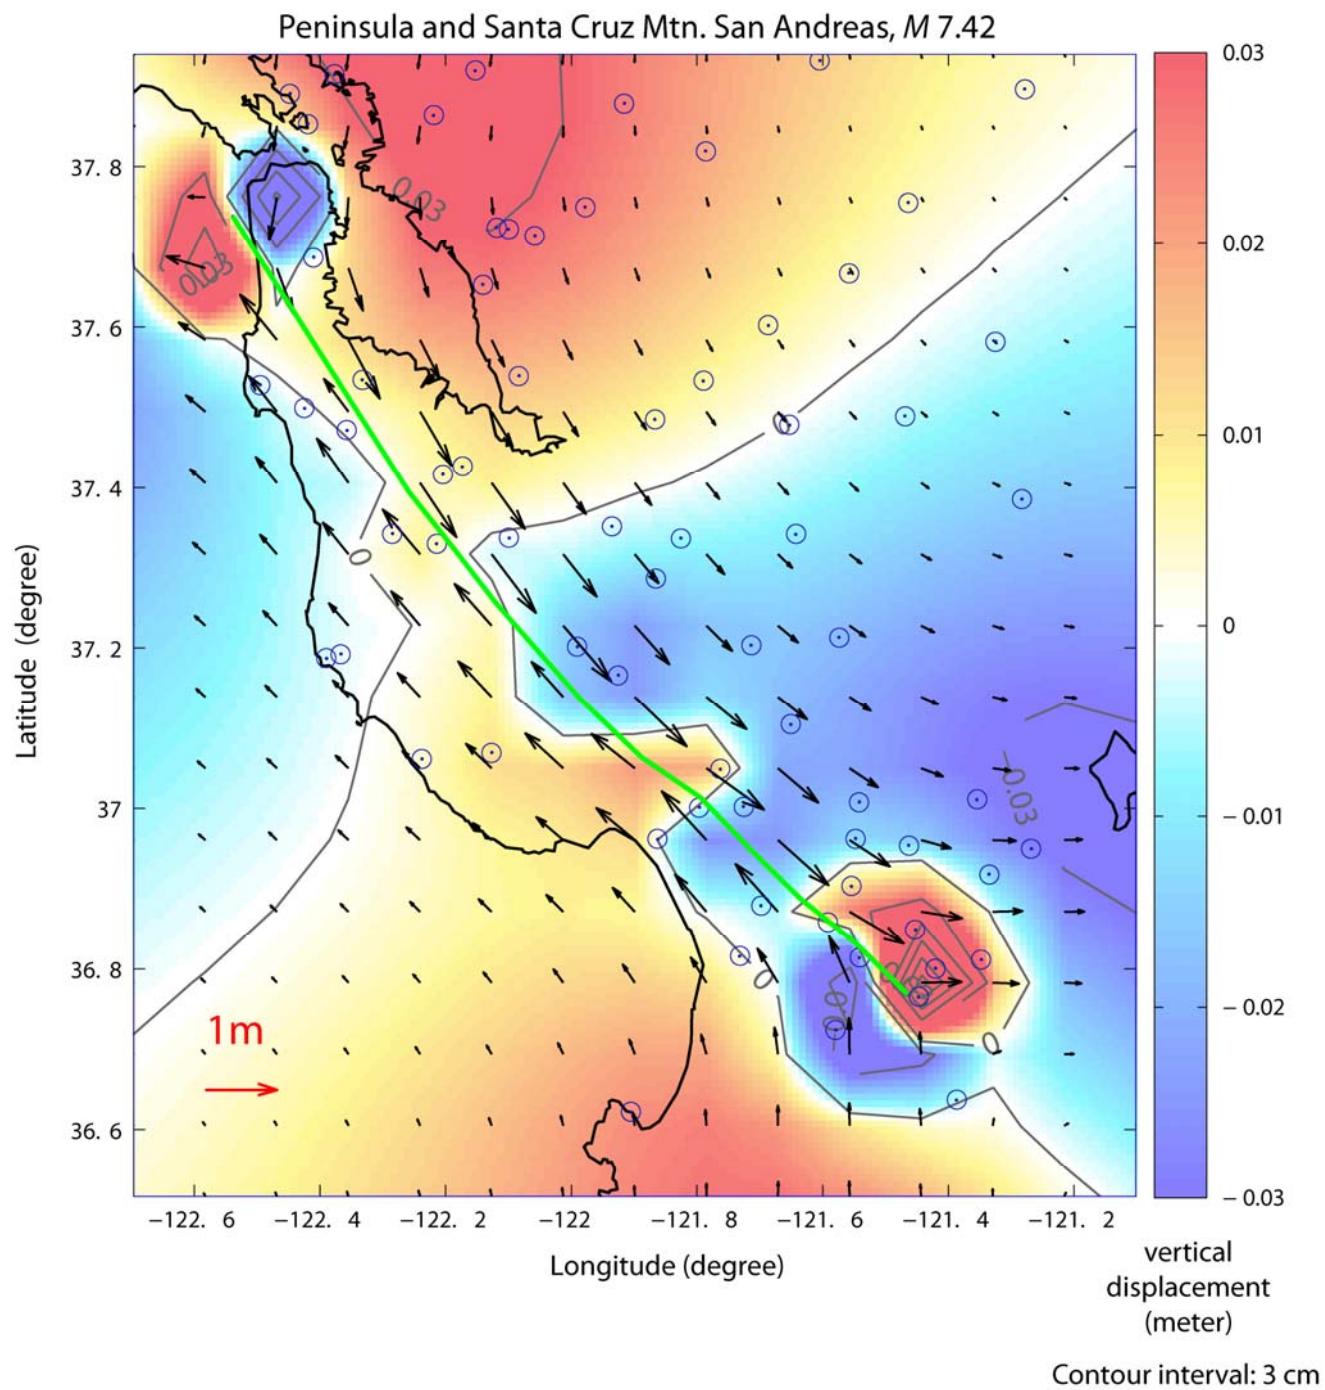 Peninsula and Santa Cruz Mtn. San Andreas, M 7.42
0.03
37.8
0.03
0.03
0.02
37.6
0
0.01
37.4
0
Latitude (degree)
0
37.2
−0.03
37
−0.01
36.8
0
0
−0.02
1m
36.6
−0.03
−122.6 −122.4 −122.2 −122 −121.8 −121.6 −121.4 −121.2
Longitude (degree)
vertical
displacement
(meter)
Contour interval: 3 cm